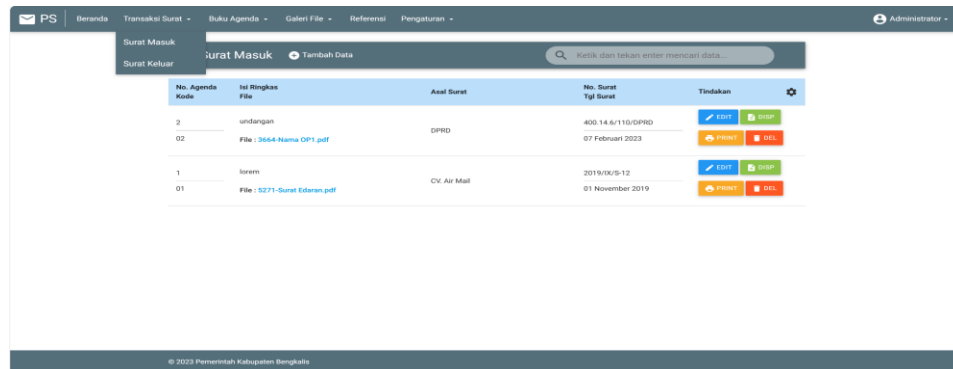 PS Beranda Transaksi Surat Buku Agenda Galeri File Referensi Pengaturan Administrator
Surat Masuk
Surat Keluar
Surat Masuk Tambah Data Ketik dan tekan enter mencari data...
No. Agenda Isi Ringkas Asal Surat No. Surat Tindakan
Kode File Tgl Surat
2 undangan DPRD 400.14.6/110/DPRD EDIT DISP
02 File : 3664-Nama OP1.pdf 07 Februari 2023 PRINT DEL
1 lorem CV. Air Mail 2019/IX/S-12 EDIT DISP
01 File : 5271-Surat Edaran.pdf 01 November 2019 PRINT DEL
© 2023 Pemerintah Kabupaten Bengkalis